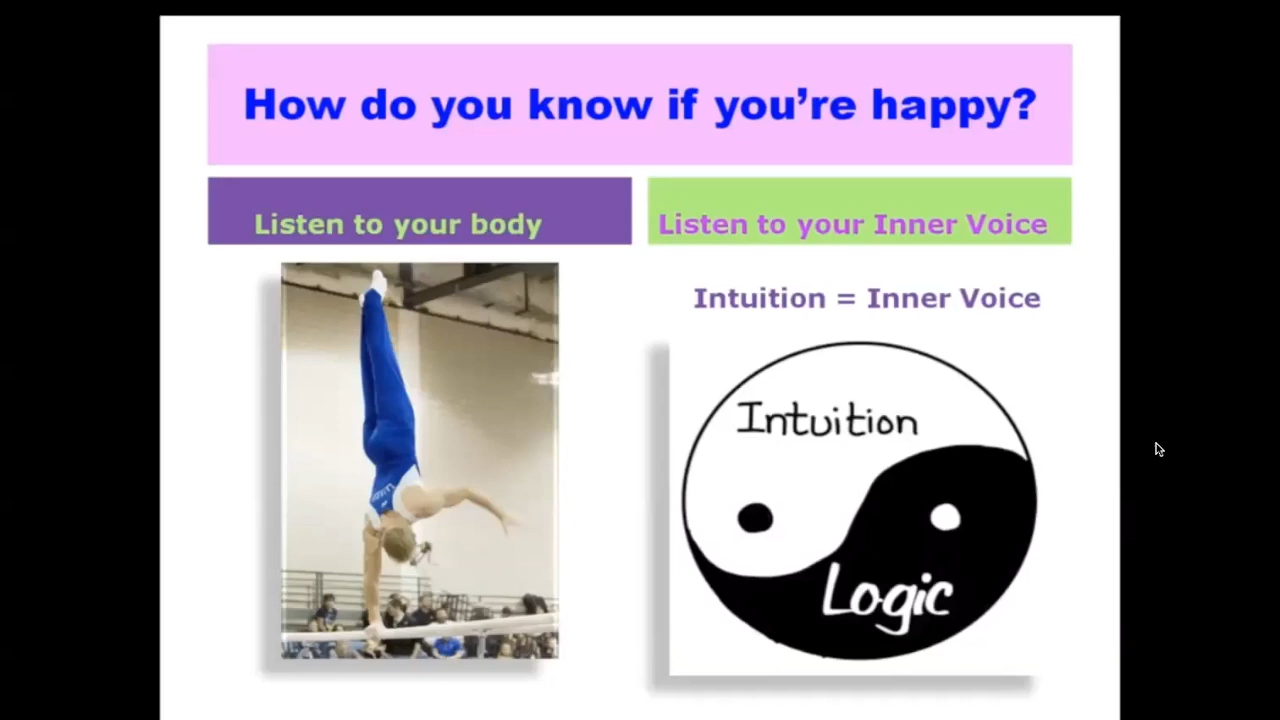 How do you know if you're happy?
Listen to your body
Listen to your Inner Voice
Intuition = Inner Voice
Intuition
Logic